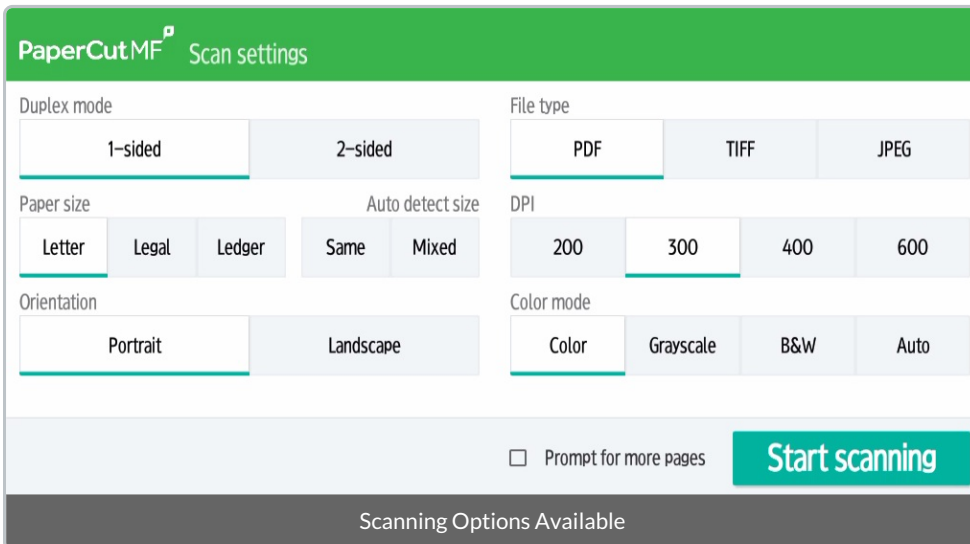 PaperCutMF Scan settings
Duplex mode File type
1-sided 2-sided PDF TIFF JPEG
Paper size Auto detect size DPI
Letter Legal Ledger Same Mixed 200 300 400 600
Orientation Color mode
Portrait Landscape Color Grayscale B&W Auto
Prompt for more pages Start scanning
Scanning Options Available